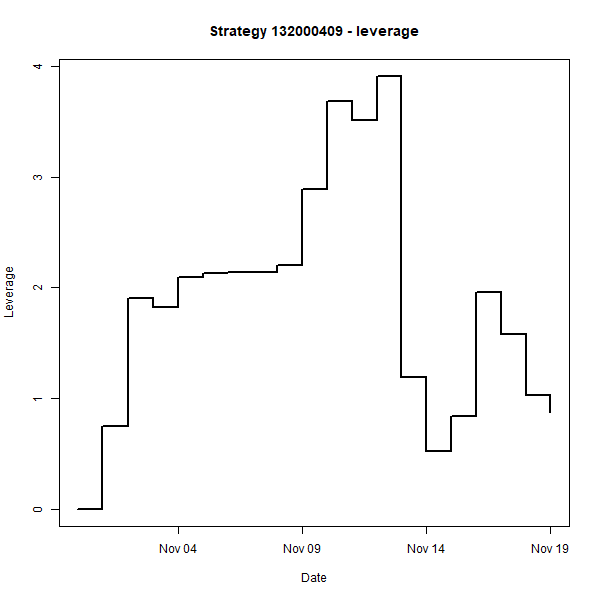 Strategy 132000409 - leverage
4
3
2
1
0
Leverage
Nov 04
Nov 09
Nov 14
Nov 19
Date